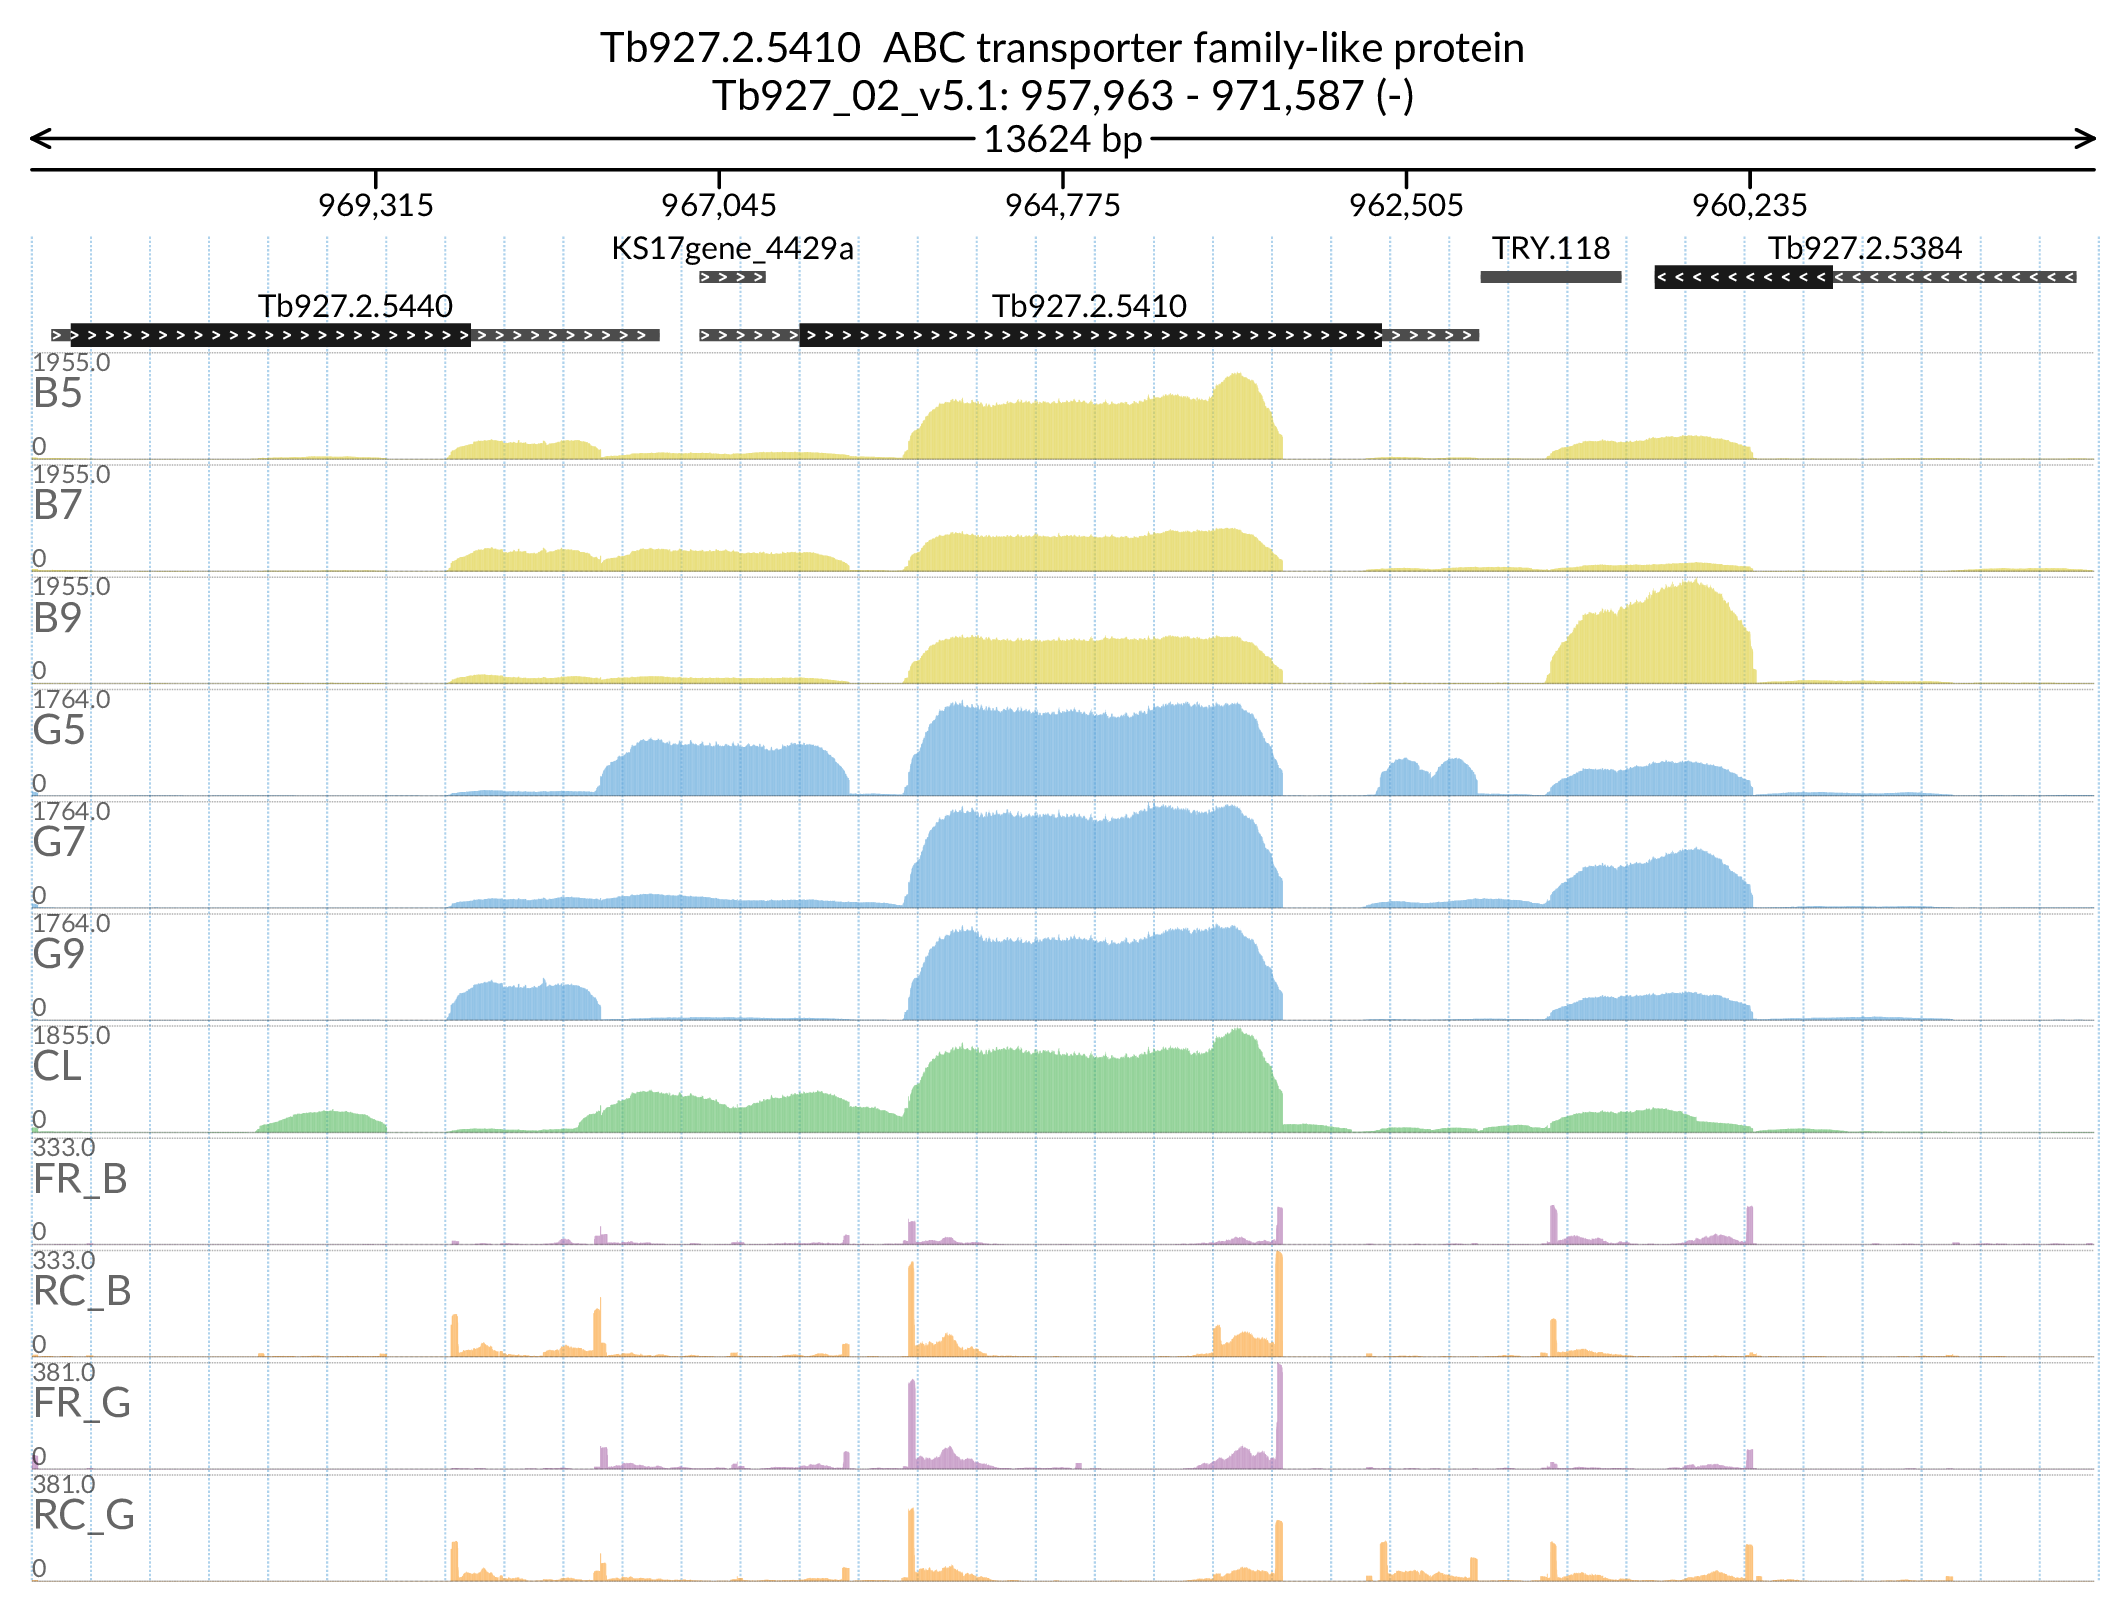 Tb927.2.5410 ABC transporter family-like protein
Tb927_02_v5.1: 957,963 - 971,587 (-)
13624 bp
969,315 967,045 964,775 962,505 960,235
KS17gene_4429a TRY.118 Tb927.2.5384
Tb927.2.5440 Tb927.2.5410
1955.0
B5
0
1955.0
B7
0
1955.0
B9
0
1764.0
G5
0
1764.0
G7
0
1764.0
G9
0
1855.0
CL
0
333.0
FR_B
0
333.0
RC_B
0
381.0
FR_G
0
381.0
RC_G
0